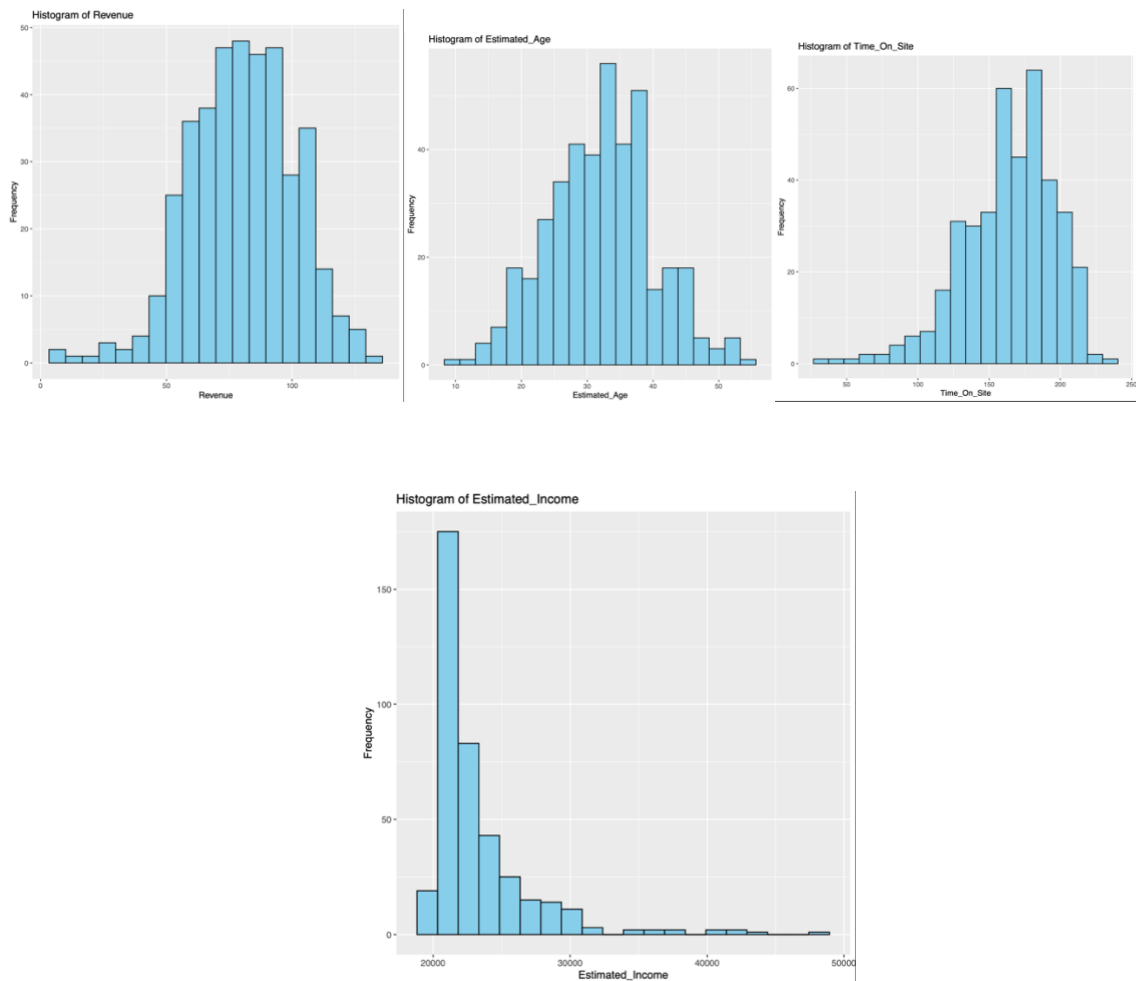 Histogram of Revenue
50
40
30
20
10
0
Frequency
0 50 100
Revenue
Histogram of Estimated_Age
40
20
0
Frequency
10 20 30 40 50
Estimated_Age
Histogram of Time_On_Site
60
40
20
0
Frequency
50 100 150 200 250
Time_On_Site
Histogram of Estimated_Income
150
100
50
0
Frequency
20000 30000 40000 50000
Estimated_Income